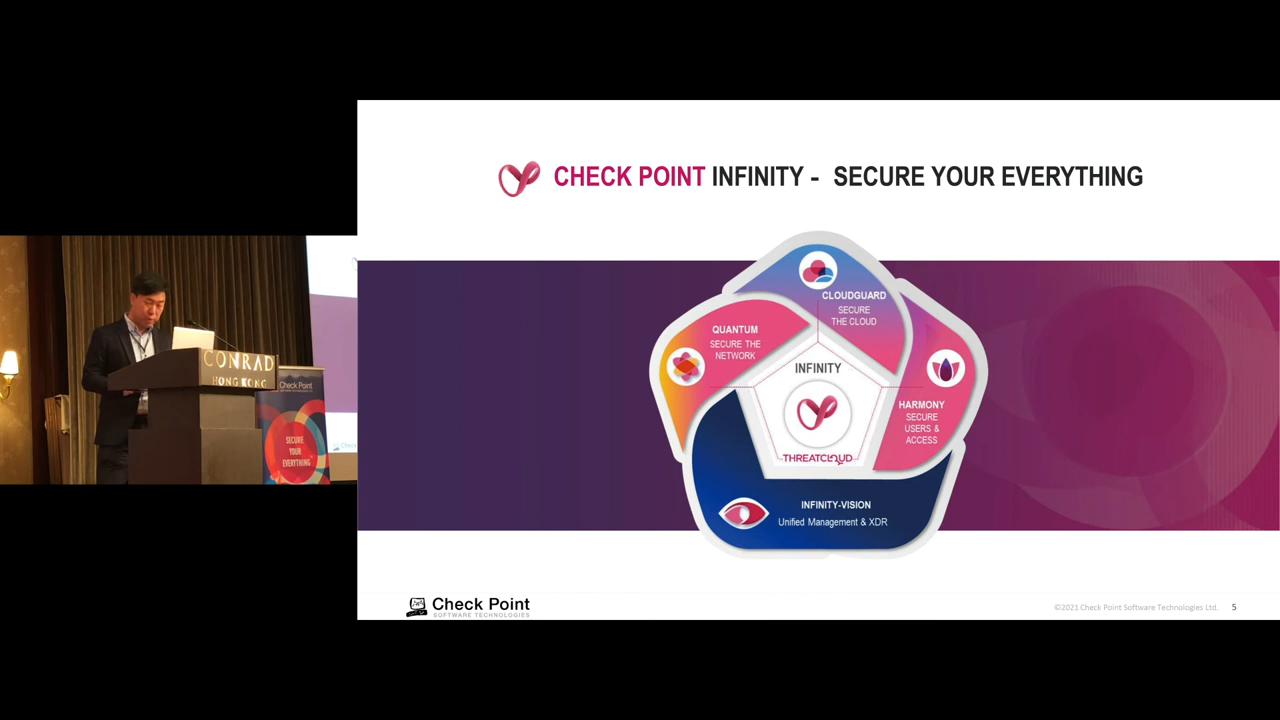 CHECK POINT INFINITY - SECURE YOUR EVERYTHING
CLOUDGUARD
SECURE
THE CLOUD
QUANTUM
SECURE THE
NETWORK
INFINITY
HARMONY
SECURE
USERS &
ACCESS
THREATCLOUD
INFINITY-VISION
Unified Management & XDR
CONRAD
HONG KONG
Check Point
SECURE
YOUR
EVERYTHING
Check Point
SOFTWARE TECHNOLOGIES
©2021 Check Point Software Technologies Ltd.
5